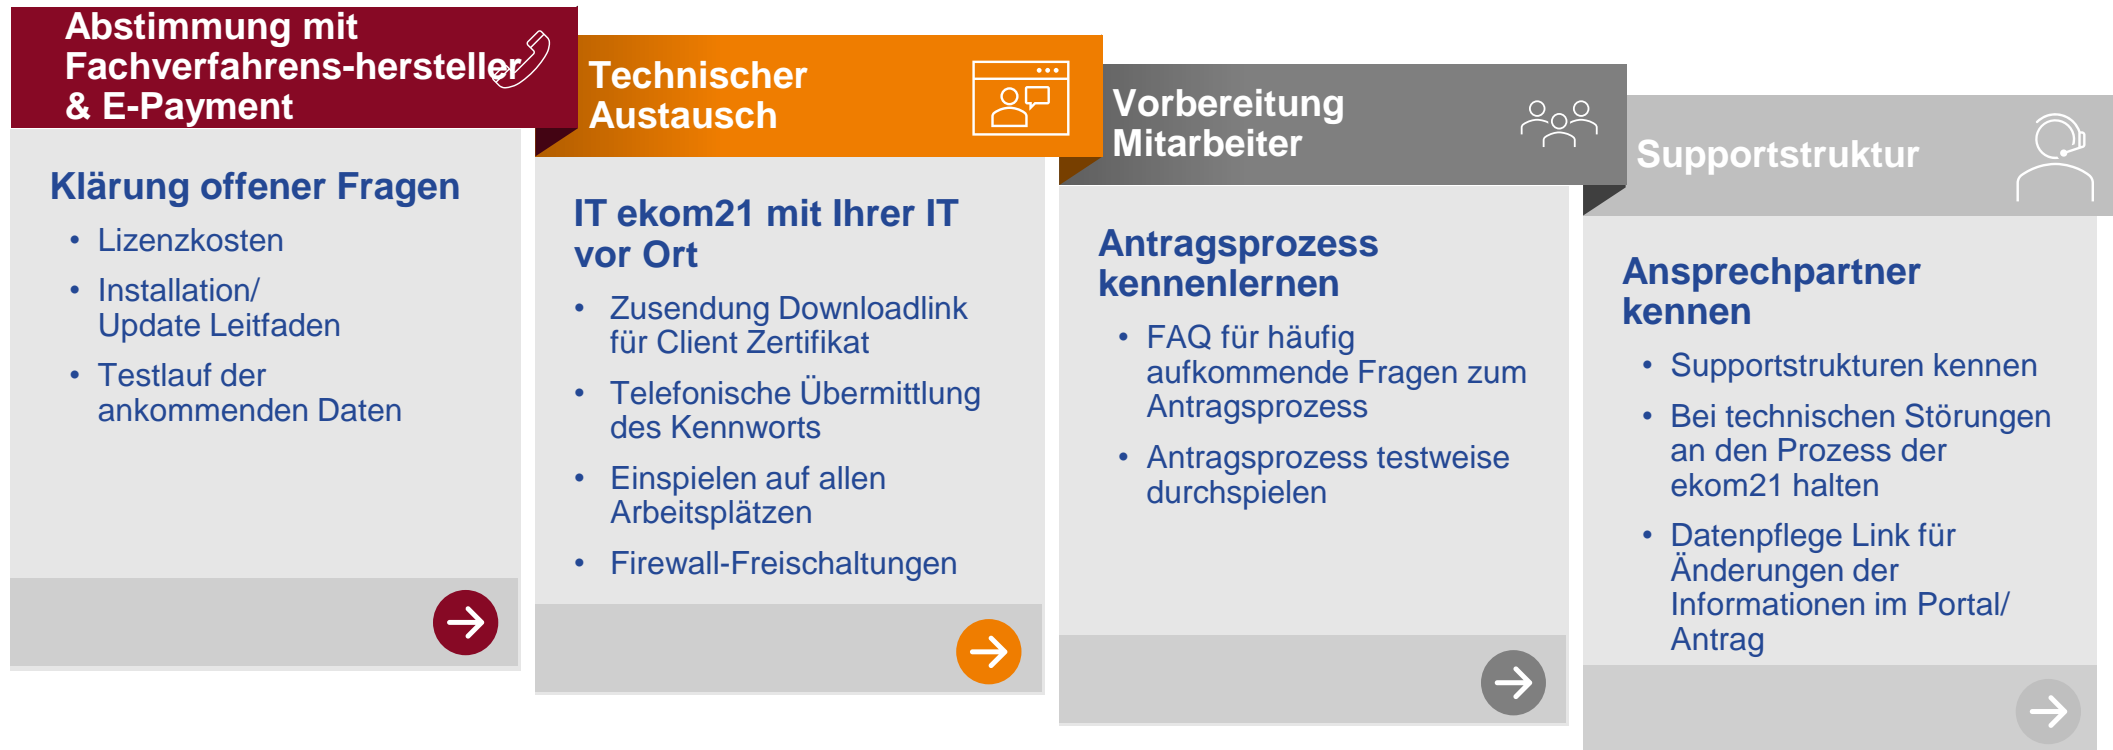 Abstimmung mit
Fachverfahrens-hersteller
& E-Payment
Klärung offener Fragen
• Lizenzkosten
• Installation/
Update Leitfaden
• Testlauf der
ankommenden Daten
Technischer
Austausch
IT ekom21 mit Ihrer IT
vor Ort
• Zusendung Downloadlink
für Client Zertifikat
• Telefonische Übermittlung
des Kennworts
• Einspielen auf allen
Arbeitsplätzen
• Firewall-Freischaltungen
Vorbereitung
Mitarbeiter
Antragsprozess
kennenlernen
• FAQ für häufig
aufkommende Fragen zum
Antragsprozess
• Antragsprozess testweise
durchspielen
Supportstruktur
Ansprechpartner
kennen
• Supportstrukturen kennen
• Bei technischen Störungen
an den Prozess der
ekom21 halten
• Datenpflege Link für
Änderungen der
Informationen im Portal/
Antrag